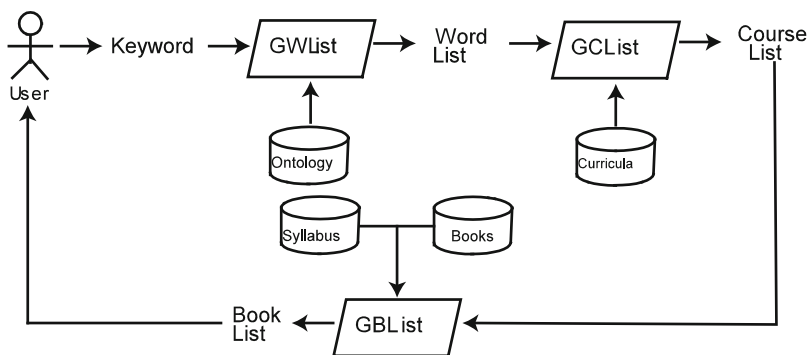 Keyword
GWList
Word
List
GCList
Course
List
User
Ontology
Curricula
Syllabus
Books
Book
List
GBList